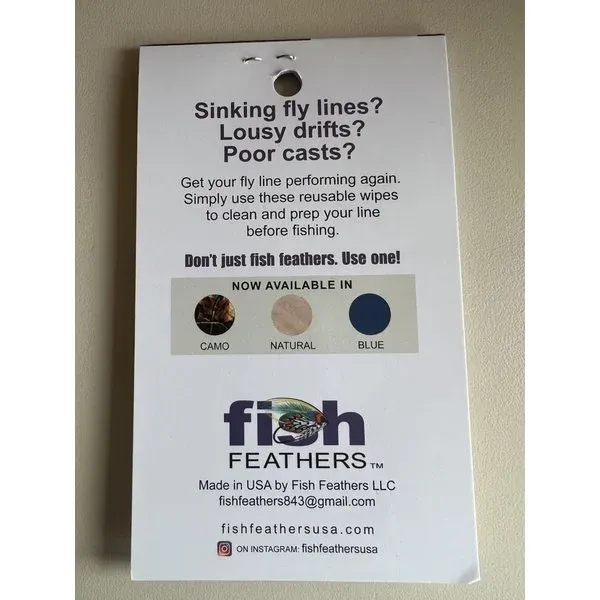 Sinking fly lines?
Lousy drifts?
Poor casts?
Get your fly line performing again.
Simply use these reusable wipes
to clean and prep your line
before fishing.
Don't just fish feathers. Use one!
NOW AVAILABLE IN
CAMO NATURAL BLUE
fish
FEATHERS™
Made in USA by Fish Feathers LLC
fishfeathers843@gmail.com
fishfeathersusa.com
ON INSTAGRAM: fishfeathersusa